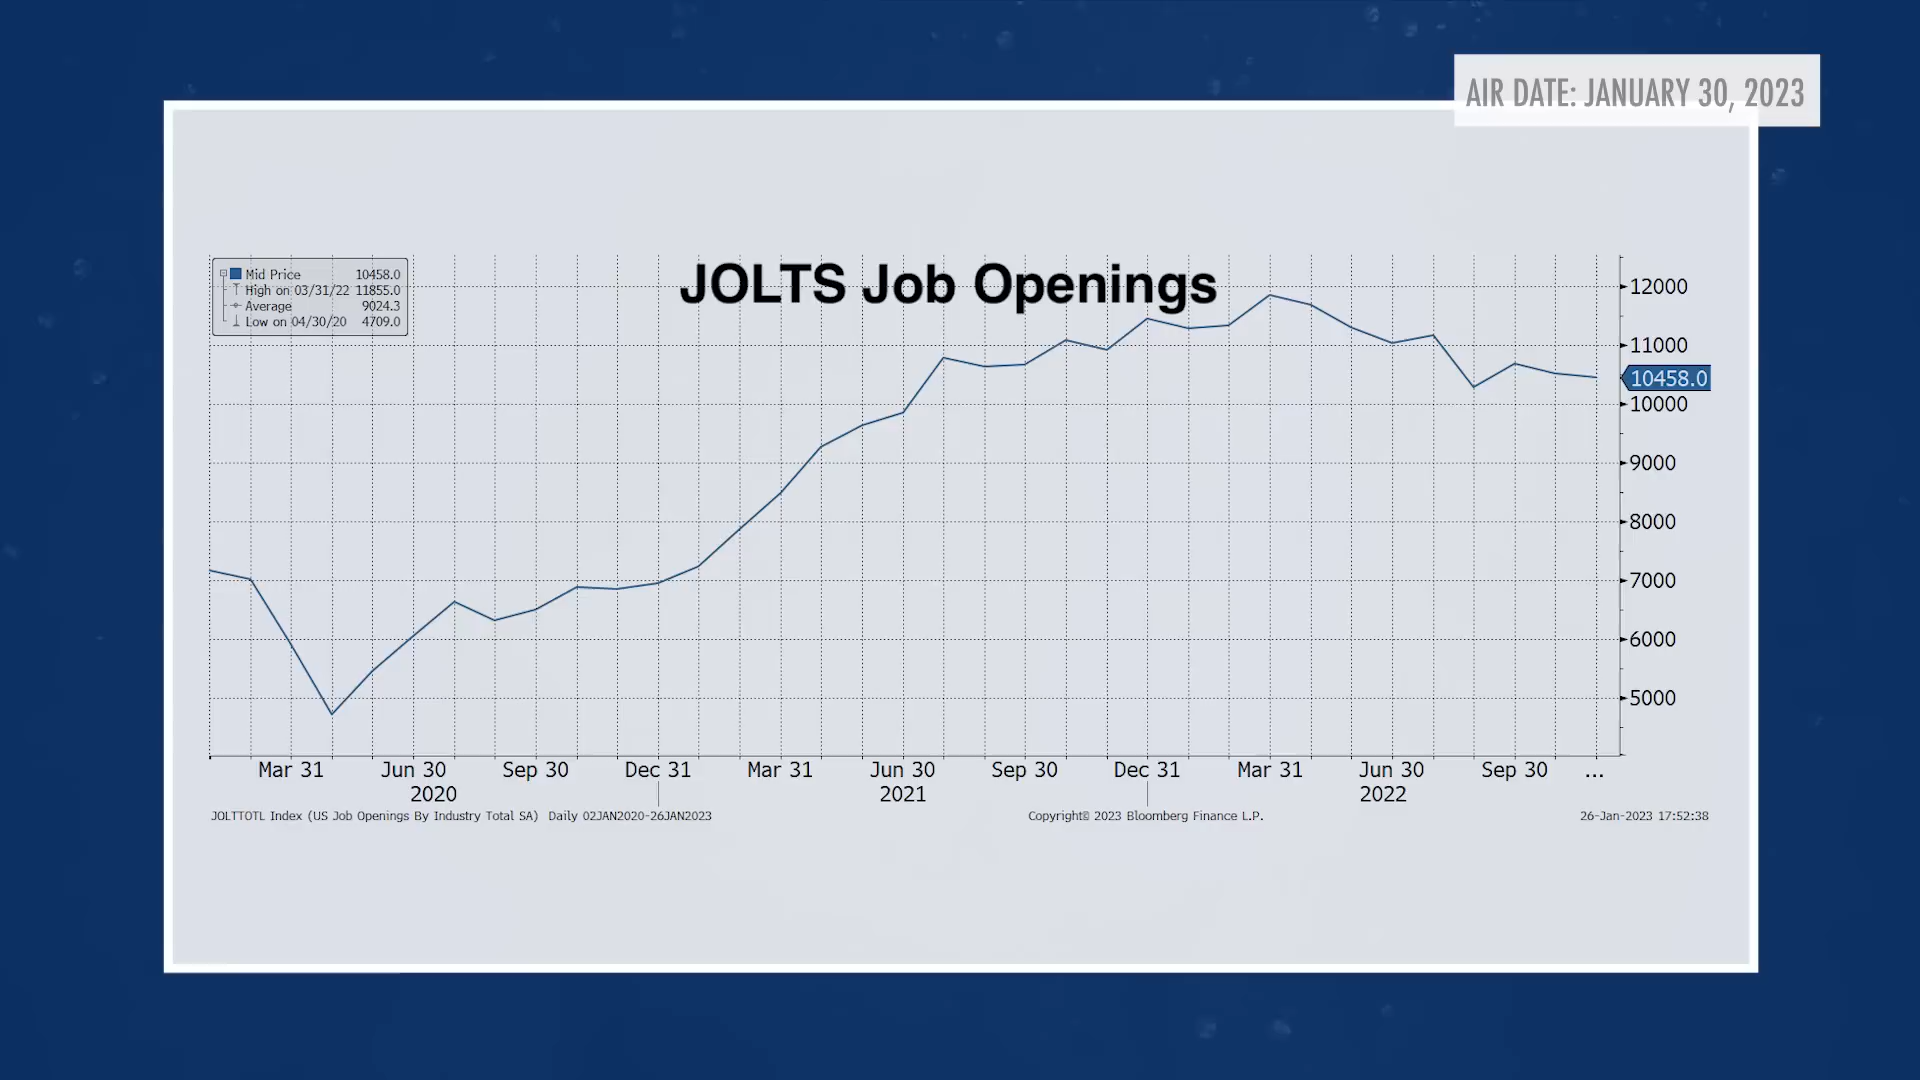 AIR DATE: JANUARY 30, 2023
JOLTS Job Openings
Mid Price 10458.0
High on 03/31/22 11855.0
Average 9024.3
Low on 04/30/20 4709.0
12000
11000
10458.0
10000
9000
8000
7000
6000
5000
Mar 31 Jun 30 Sep 30 Dec 31 Mar 31 Jun 30 Sep 30 Dec 31 Mar 31 Jun 30 Sep 30 ...
2020 2021 2022
JOLTTOTL Index (US Job Openings By Industry Total SA) Daily 02JAN2020-26JAN2023 Copyright© 2023 Bloomberg Finance L.P. 26-Jan-2023 17:52:38